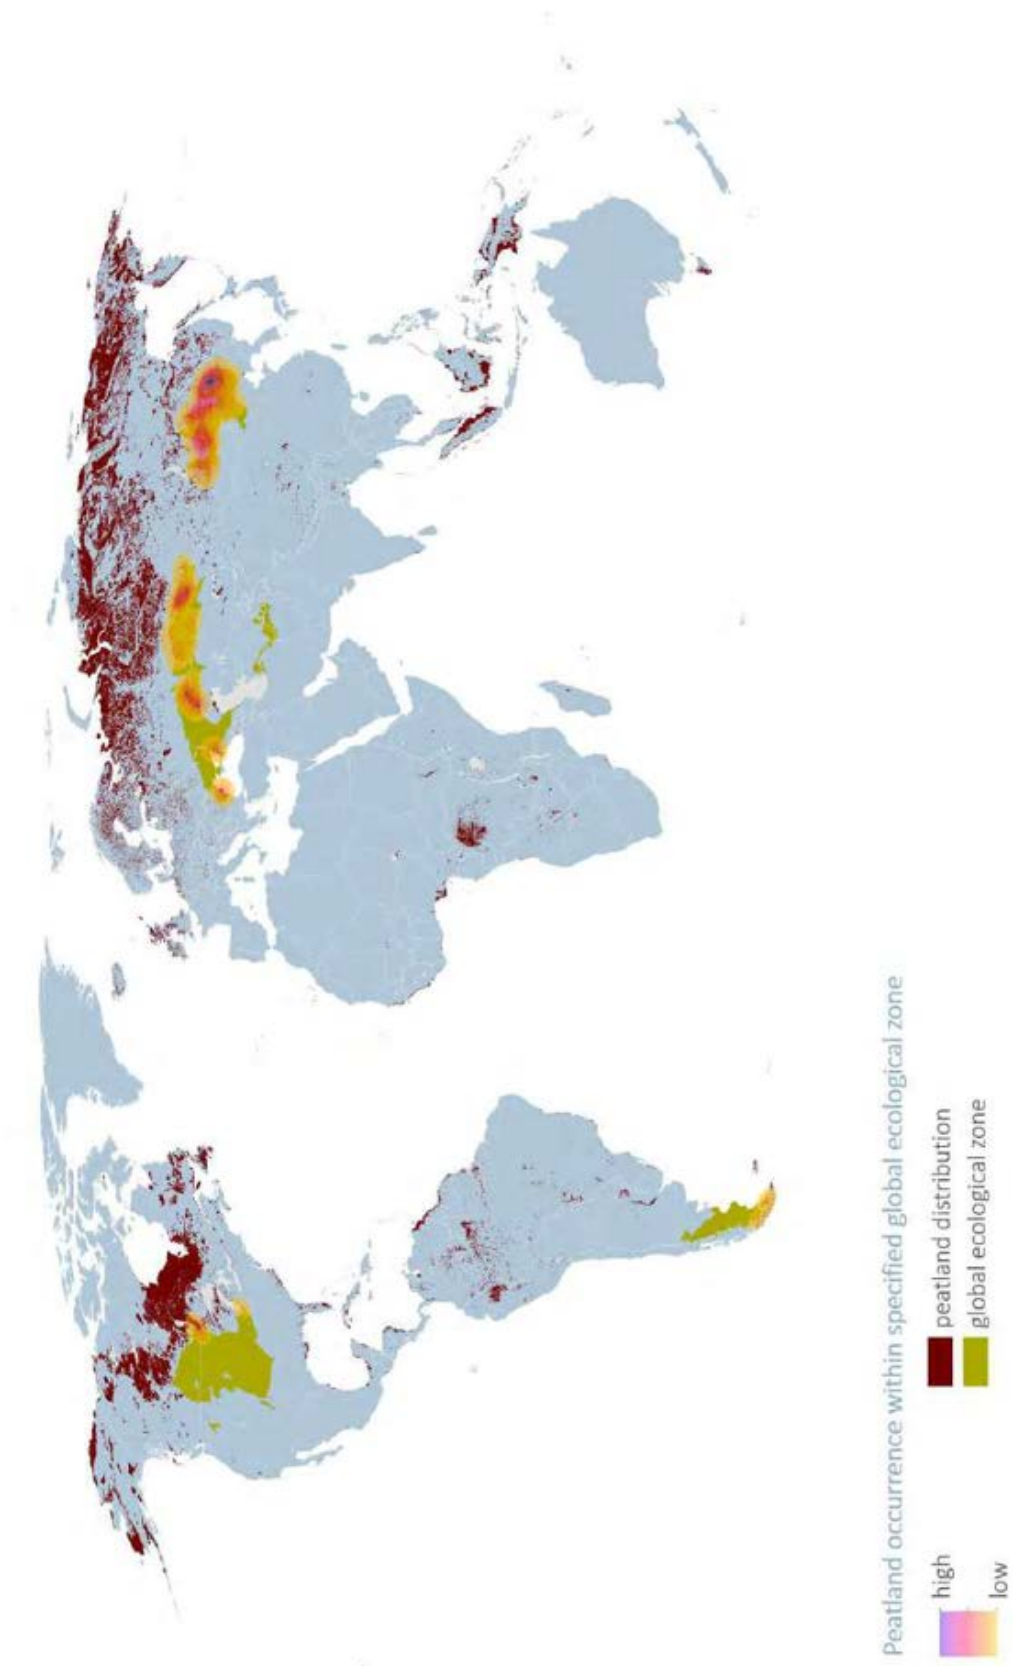 Peatland occurrence within specified global ecological zone
high
low
peatland distribution
global ecological zone